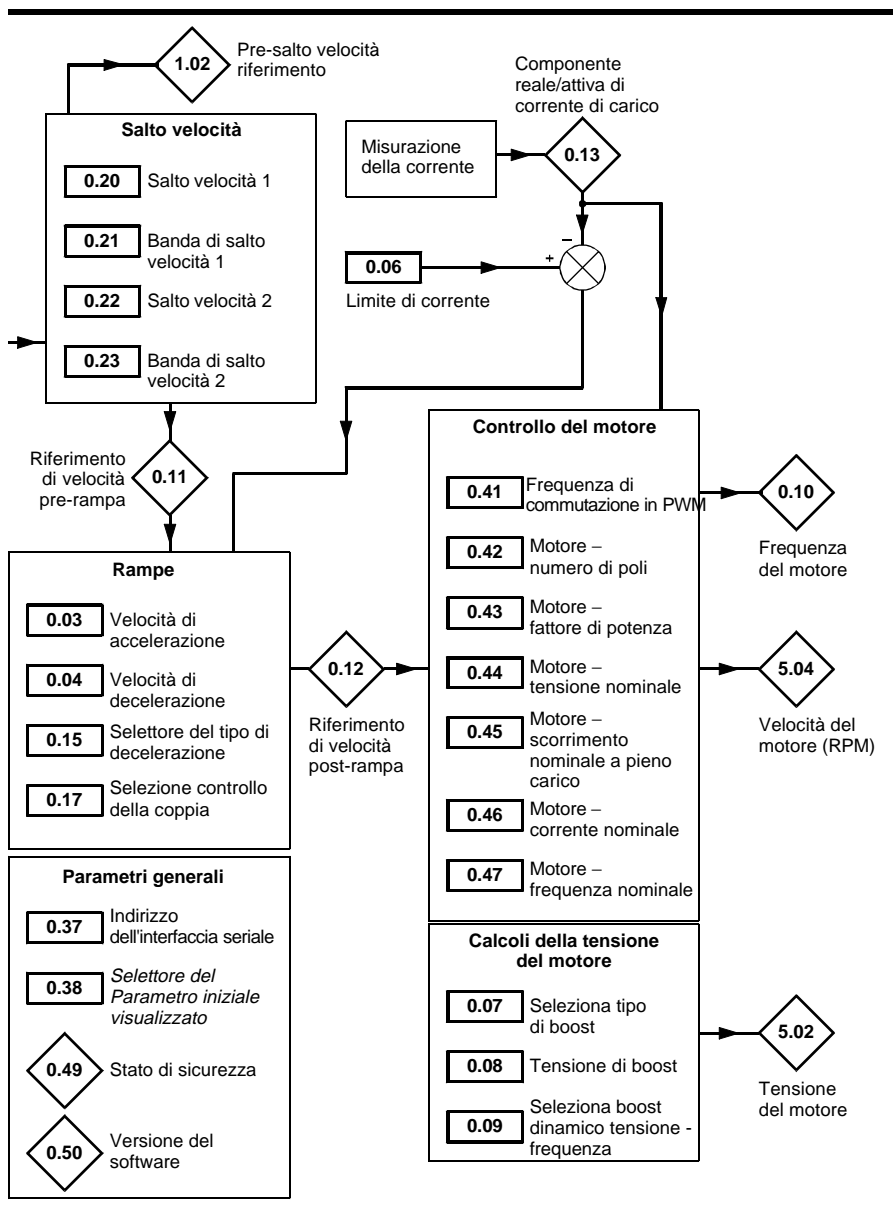 1.02
Pre-salto velocità
riferimento
Salto velocità
0.20
Salto velocità 1
0.21
Banda di salto
velocità 1
0.22
Salto velocità 2
0.23
Banda di salto
velocità 2
Componente
reale/attiva di
corrente di carico
Misurazione
della corrente
0.13
−
+
0.06
Limite di corrente
Riferimento
di velocità
pre-rampa
0.11
Rampe
0.03
Velocità di
accelerazione
0.04
Velocità di
decelerazione
0.15
Selettore del tipo di
decelerazione
0.17
Selezione controllo
della coppia
0.12
Riferimento
di velocità
post-rampa
Controllo del motore
0.41
Frequenza di
commutazione in PWM
0.42
Motore −
numero di poli
0.43
Motore −
fattore di potenza
0.44
Motore −
tensione nominale
0.45
Motore −
scorrimento
nominale a pieno
carico
0.46
Motore −
corrente nominale
0.47
Motore −
frequenza nominale
0.10
Frequenza
del motore
5.04
Velocità del
motore (RPM)
Parametri generali
0.37
Indirizzo
dell'interfaccia seriale
0.38
Selettore del
Parametro iniziale
visualizzato
0.49
Stato di sicurezza
0.50
Versione del
software
Calcoli della tensione
del motore
0.07
Seleziona tipo
di boost
0.08
Tensione di boost
0.09
Seleziona boost
dinamico tensione -
frequenza
5.02
Tensione
del motore